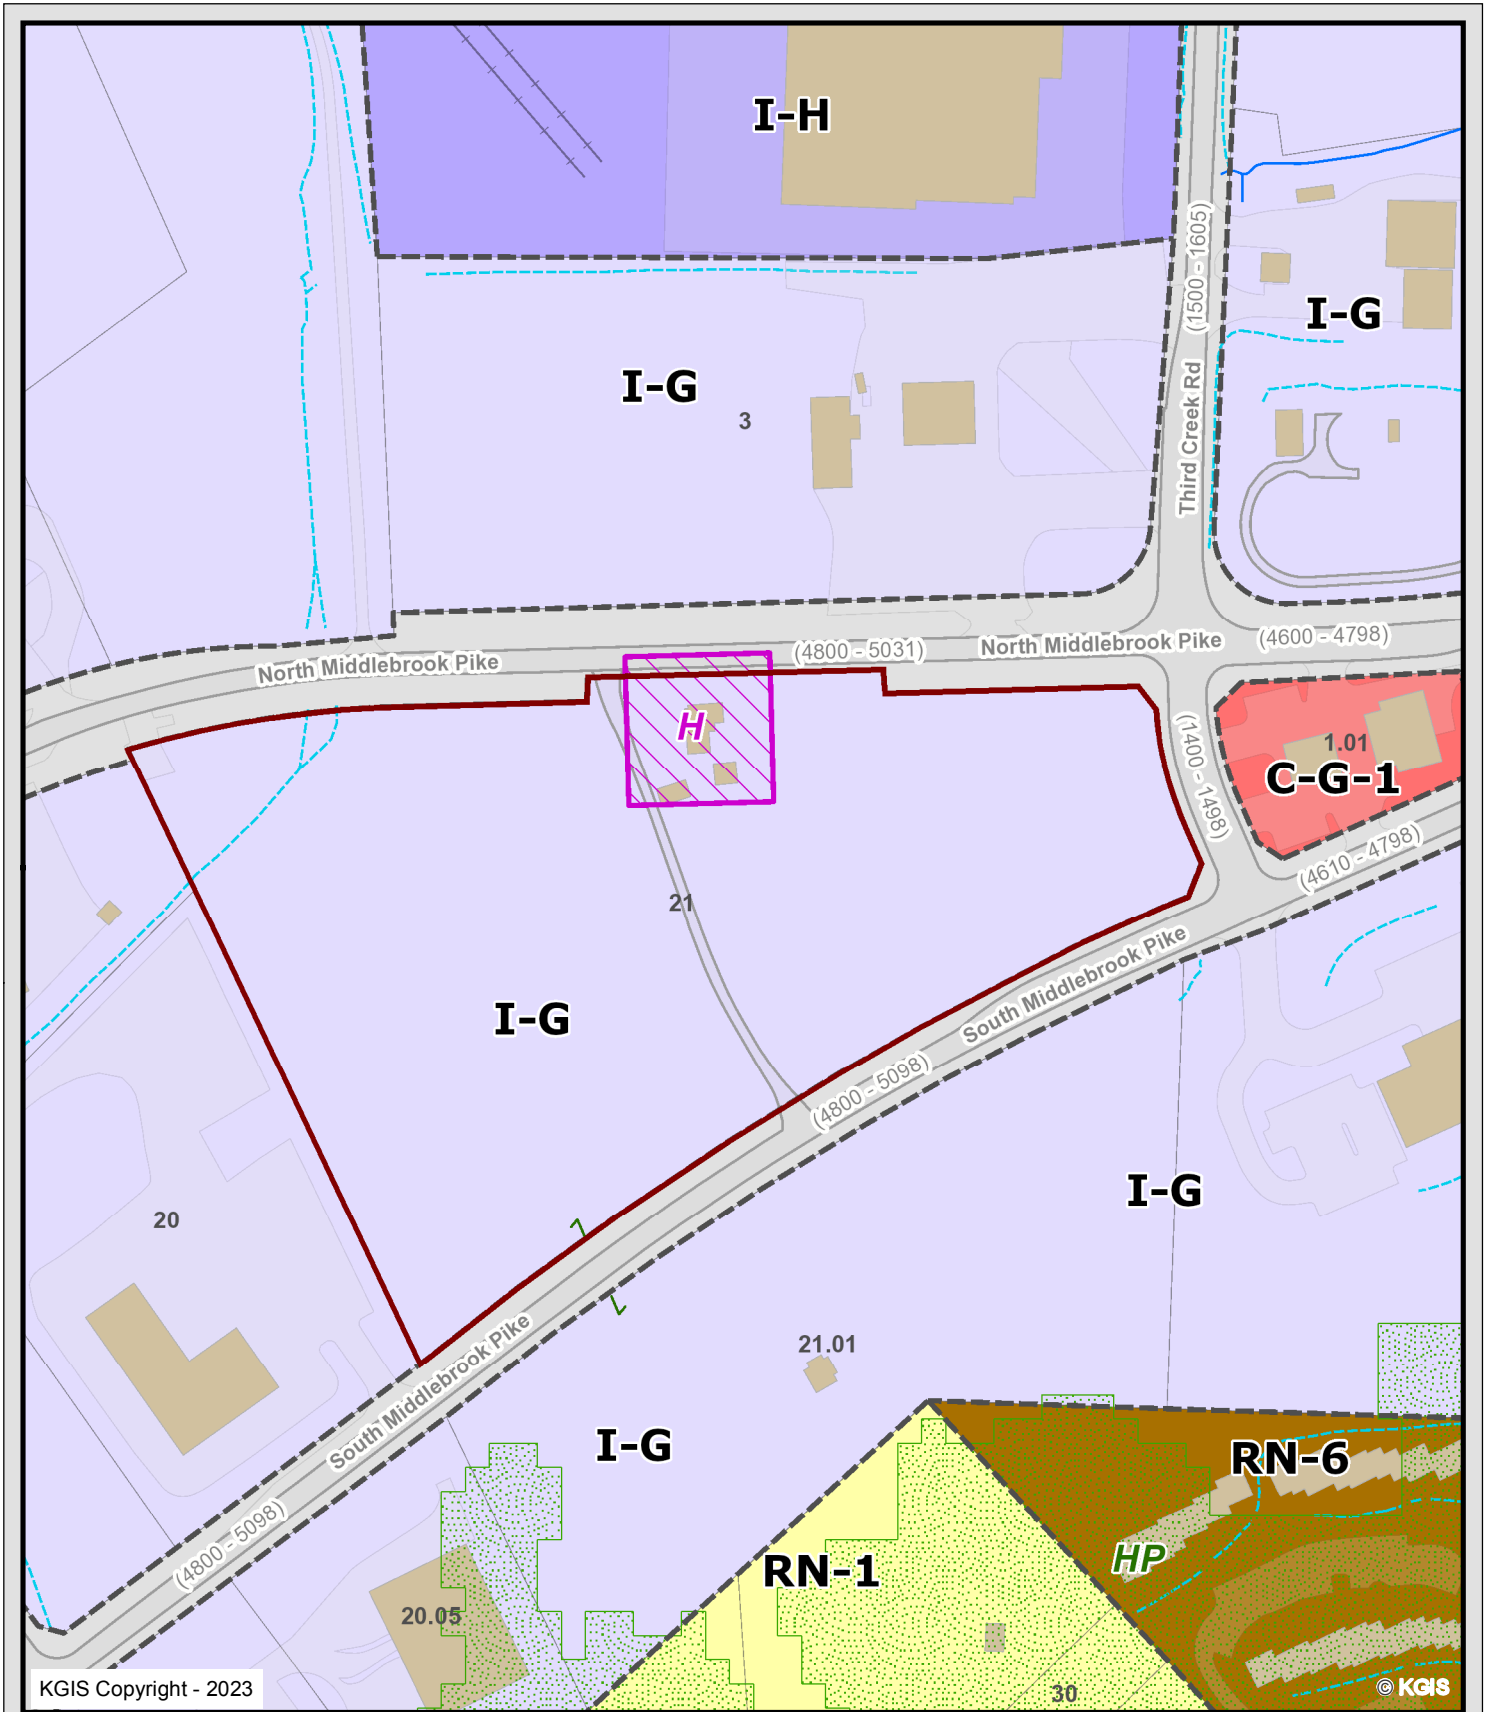 I-H
(1500 - 1605)
I-G
I-G
3
Third Creek Rd
(4600 - 4798)
North Middlebrook Pike
(4800 - 5031)
North Middlebrook Pike
H
(1400 - 1498)
1.01
C-G-1
(4610 - 4798)
21
South Middlebrook Pike
I-G
(4800 - 5098)
I-G
20
21.01
South Middlebrook Pike
I-G
RN-6
(4800 - 5098)
HP
RN-1
20.05
30
KGIS Copyright - 2023
© KGIS